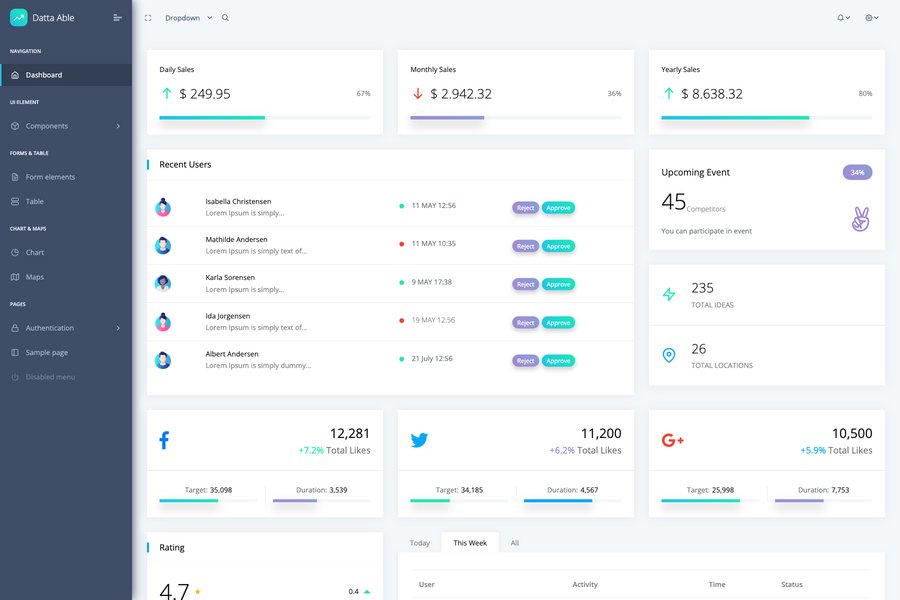 Datta Able
NAVIGATION
Dashboard
UI ELEMENT
Components
FORMS & TABLE
Form elements
Table
CHART & MAPS
Chart
Maps
PAGES
Authentication
Sample page
Disabled menu
Dropdown
Daily Sales
$ 249.95
67%
Monthly Sales
$ 2.942.32
36%
Yearly Sales
$ 8.638.32
80%
Recent Users
Isabella Christensen
Lorem Ipsum is simply...
11 MAY 12:56
Reject Approve
Mathilde Andersen
Lorem Ipsum is simply text of...
11 MAY 10:35
Reject Approve
Karla Sorensen
Lorem Ipsum is simply...
9 MAY 17:38
Reject Approve
Ida Jorgensen
Lorem Ipsum is simply text of...
19 MAY 12:56
Reject Approve
Albert Andersen
Lorem Ipsum is simply dummy...
21 July 12:56
Reject Approve
Upcoming Event
34%
45 Competitors
You can participate in event
235
TOTAL IDEAS
26
TOTAL LOCATIONS
12,281
+7.2% Total Likes
Target: 35,098
Duration: 3,539
11,200
+6.2% Total Likes
Target: 34,185
Duration: 4,567
G+
10,500
+5.9% Total Likes
Target: 25,998
Duration: 7,753
Rating
4.7
0.4
Today This Week All
User Activity Time Status